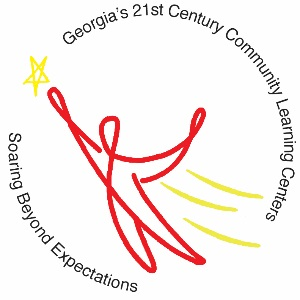 Georgia's 21st Century Community Learning Centers
Soaring Beyond Expectations